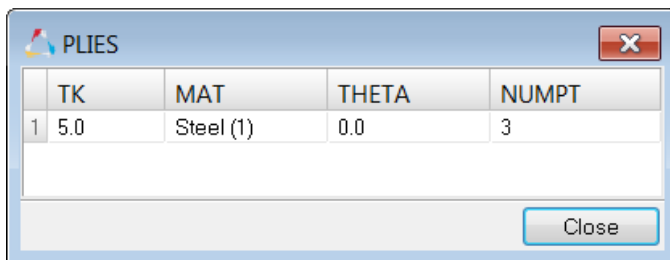 PLIES
TK MAT THETA NUMPT
1 5.0 Steel (1) 0.0 3
Close